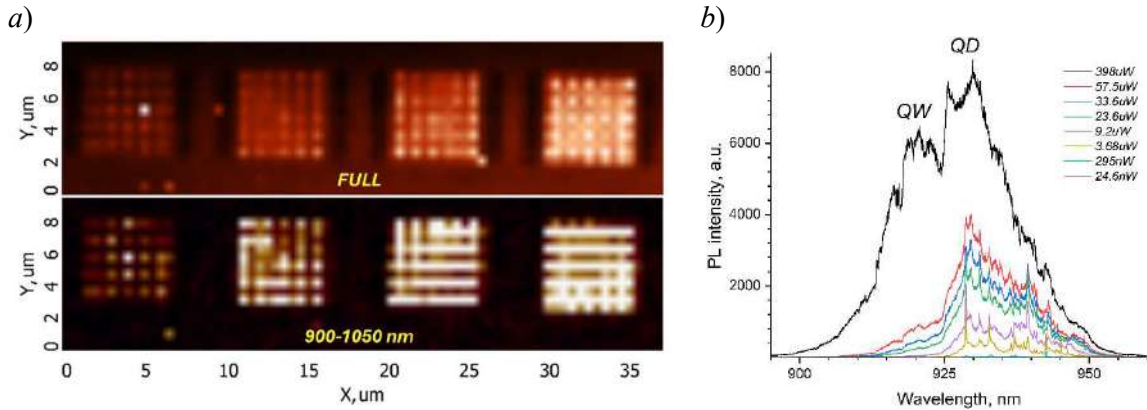 a)
8
6
4
2
0
Y, um
FULL
8
6
4
2
0
Y, um
900-1050 nm
0 5 10 15 20 25 30 35
X, um
b)
QD
QW
8000
6000
4000
2000
PL intensity, a.u.
398uW
57.5uW
33.6uW
23.6uW
9.2uW
3.68uW
295nW
24.6nW
900 925 950
Wavelength, nm